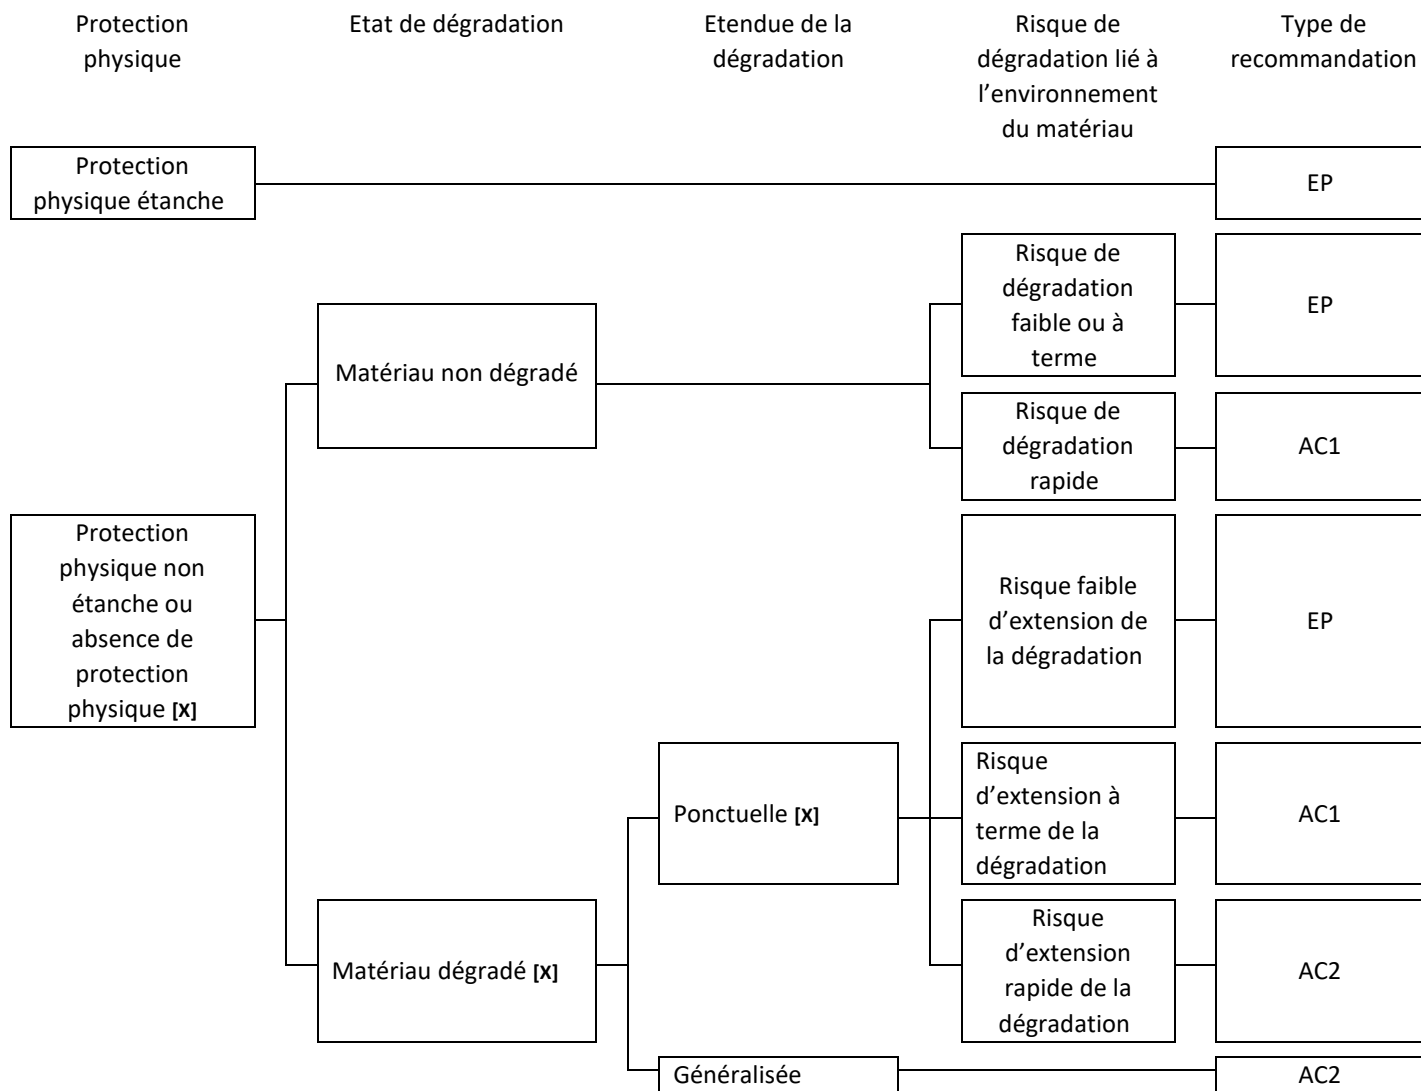 Protection
physique
Etat de dégradation
Etendue de la
dégradation
Risque de
dégradation lié à
l’environnement
du matériau
Type de
recommandation
Protection
physique étanche
EP
Risque de
dégradation
faible ou à
terme
EP
Matériau non dégradé
Risque de
dégradation
rapide
AC1
Protection
physique non
étanche ou
absence de
protection
physique [X]
Risque faible
d’extension de
la dégradation
EP
Ponctuelle [X]
Risque
d’extension à
terme de la
dégradation
AC1
Matériau dégradé [X]
Risque
d’extension
rapide de la
dégradation
AC2
Généralisée
AC2